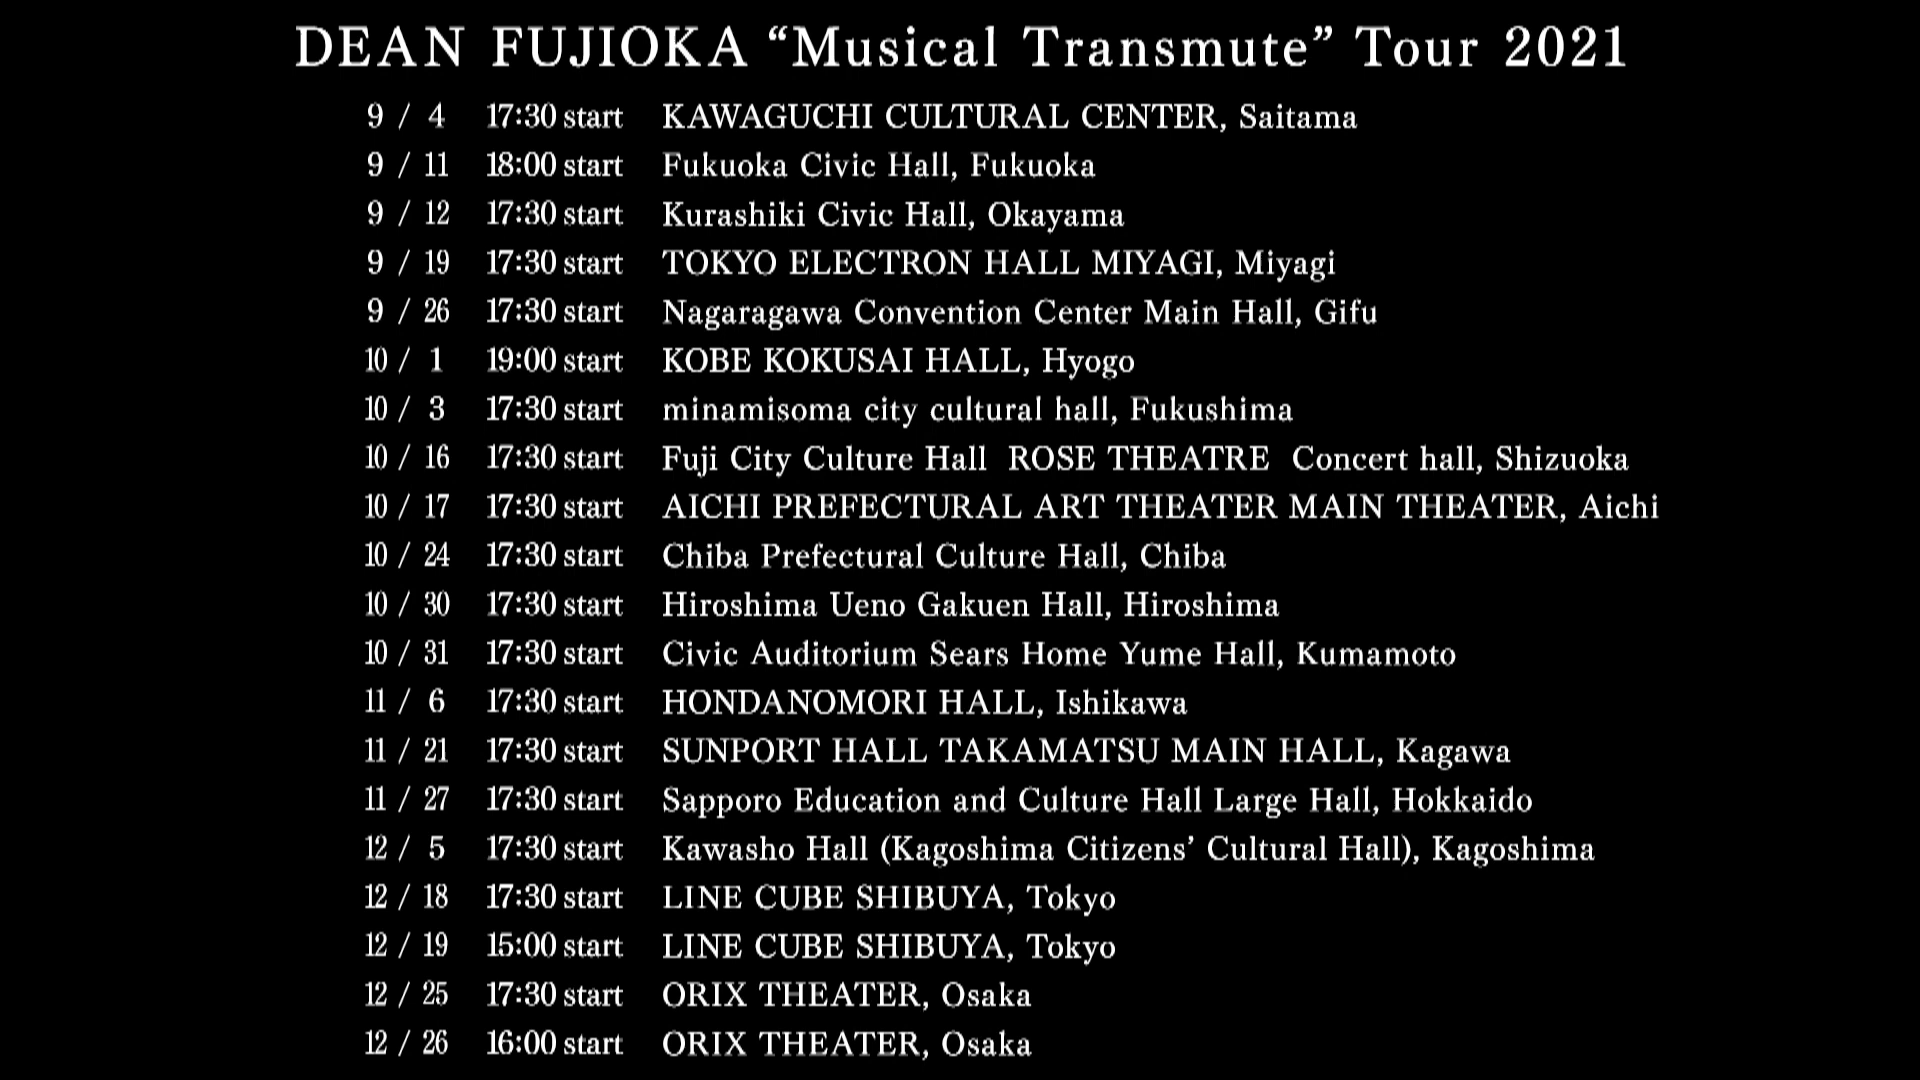 DEAN FUJIOKA “Musical Transmute” Tour 2021
9 / 4 17:30 start KAWAGUCHI CULTURAL CENTER, Saitama
9 / 11 18:00 start Fukuoka Civic Hall, Fukuoka
9 / 12 17:30 start Kurashiki Civic Hall, Okayama
9 / 19 17:30 start TOKYO ELECTRON HALL MIYAGI, Miyagi
9 / 26 17:30 start Nagaragawa Convention Center Main Hall, Gifu
10 / 1 19:00 start KOBE KOKUSAI HALL, Hyogo
10 / 3 17:30 start minamisoma city cultural hall, Fukushima
10 / 16 17:30 start Fuji City Culture Hall ROSE THEATRE Concert hall, Shizuoka
10 / 17 17:30 start AICHI PREFECTURAL ART THEATER MAIN THEATER, Aichi
10 / 24 17:30 start Chiba Prefectural Culture Hall, Chiba
10 / 30 17:30 start Hiroshima Ueno Gakuen Hall, Hiroshima
10 / 31 17:30 start Civic Auditorium Sears Home Yume Hall, Kumamoto
11 / 6 17:30 start HONDANOMORI HALL, Ishikawa
11 / 21 17:30 start SUNPORT HALL TAKAMATSU MAIN HALL, Kagawa
11 / 27 17:30 start Sapporo Education and Culture Hall Large Hall, Hokkaido
12 / 5 17:30 start Kawasho Hall (Kagoshima Citizens’ Cultural Hall), Kagoshima
12 / 18 17:30 start LINE CUBE SHIBUYA, Tokyo
12 / 19 15:00 start LINE CUBE SHIBUYA, Tokyo
12 / 25 17:30 start ORIX THEATER, Osaka
12 / 26 16:00 start ORIX THEATER, Osaka